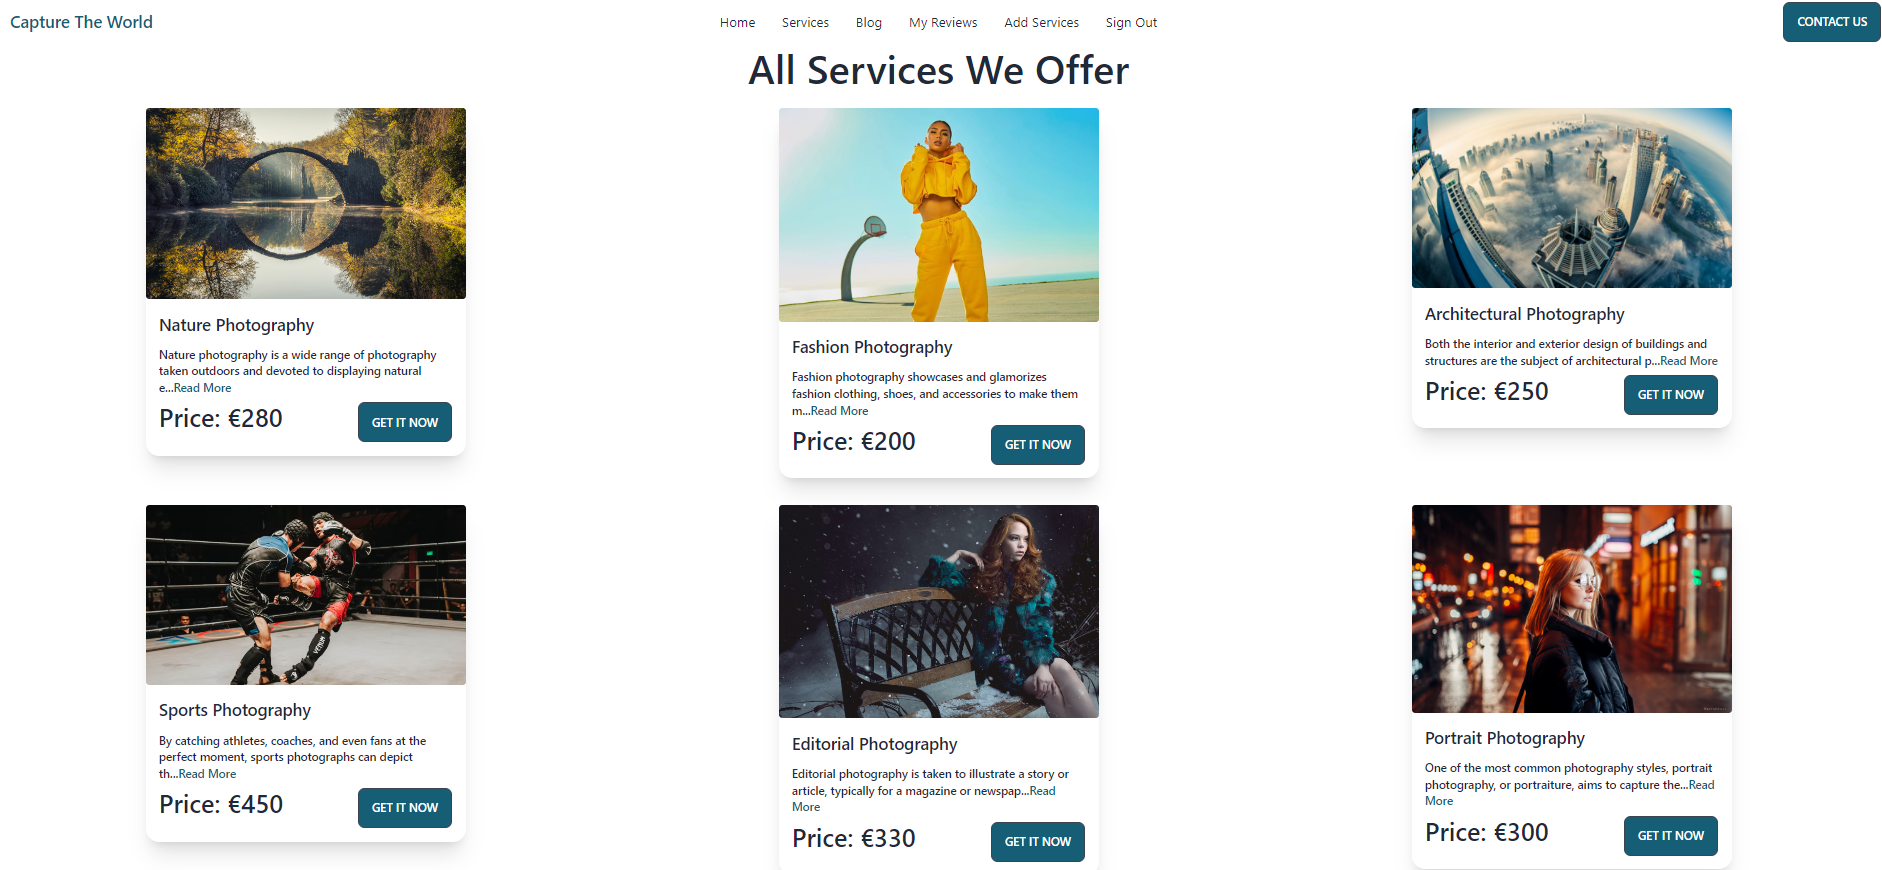 Capture The World
Home Services Blog My Reviews Add Services Sign Out
CONTACT US
All Services We Offer
Nature Photography
Nature photography is a wide range of photography
taken outdoors and devoted to displaying natural
e...Read More
Price: €280
GET IT NOW
Fashion Photography
Fashion photography showcases and glamorizes
fashion clothing, shoes, and accessories to make them
m...Read More
Price: €200
GET IT NOW
Architectural Photography
Both the interior and exterior design of buildings and
structures are the subject of architectural p...Read More
Price: €250
GET IT NOW
VENUM
Sports Photography
By catching athletes, coaches, and even fans at the
perfect moment, sports photographs can depict
th...Read More
Price: €450
GET IT NOW
Editorial Photography
Editorial photography is taken to illustrate a story or
article, typically for a magazine or newspap...Read
More
Price: €330
GET IT NOW
Portrait Photography
One of the most common photography styles, portrait
photography, or portraiture, aims to capture the...Read
More
Price: €300
GET IT NOW